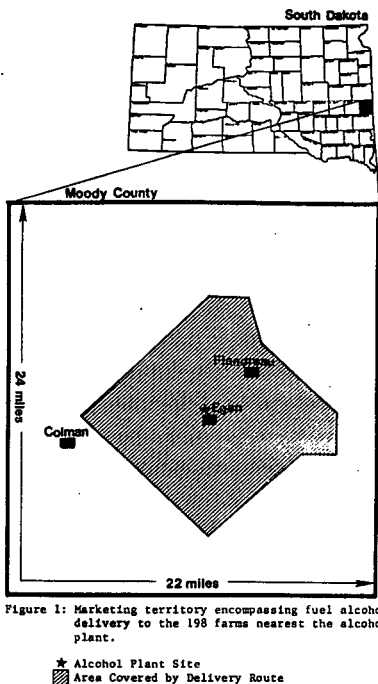 South Dakota
Moody County
24 miles
Flandreau
Egan
Colman
22 miles
Figure 1: Marketing territory encompassing fuel alcoho
delivery to the 198 farms nearest the alcoho
plant.
★ Alcohol Plant Site
Area Covered by Delivery Route